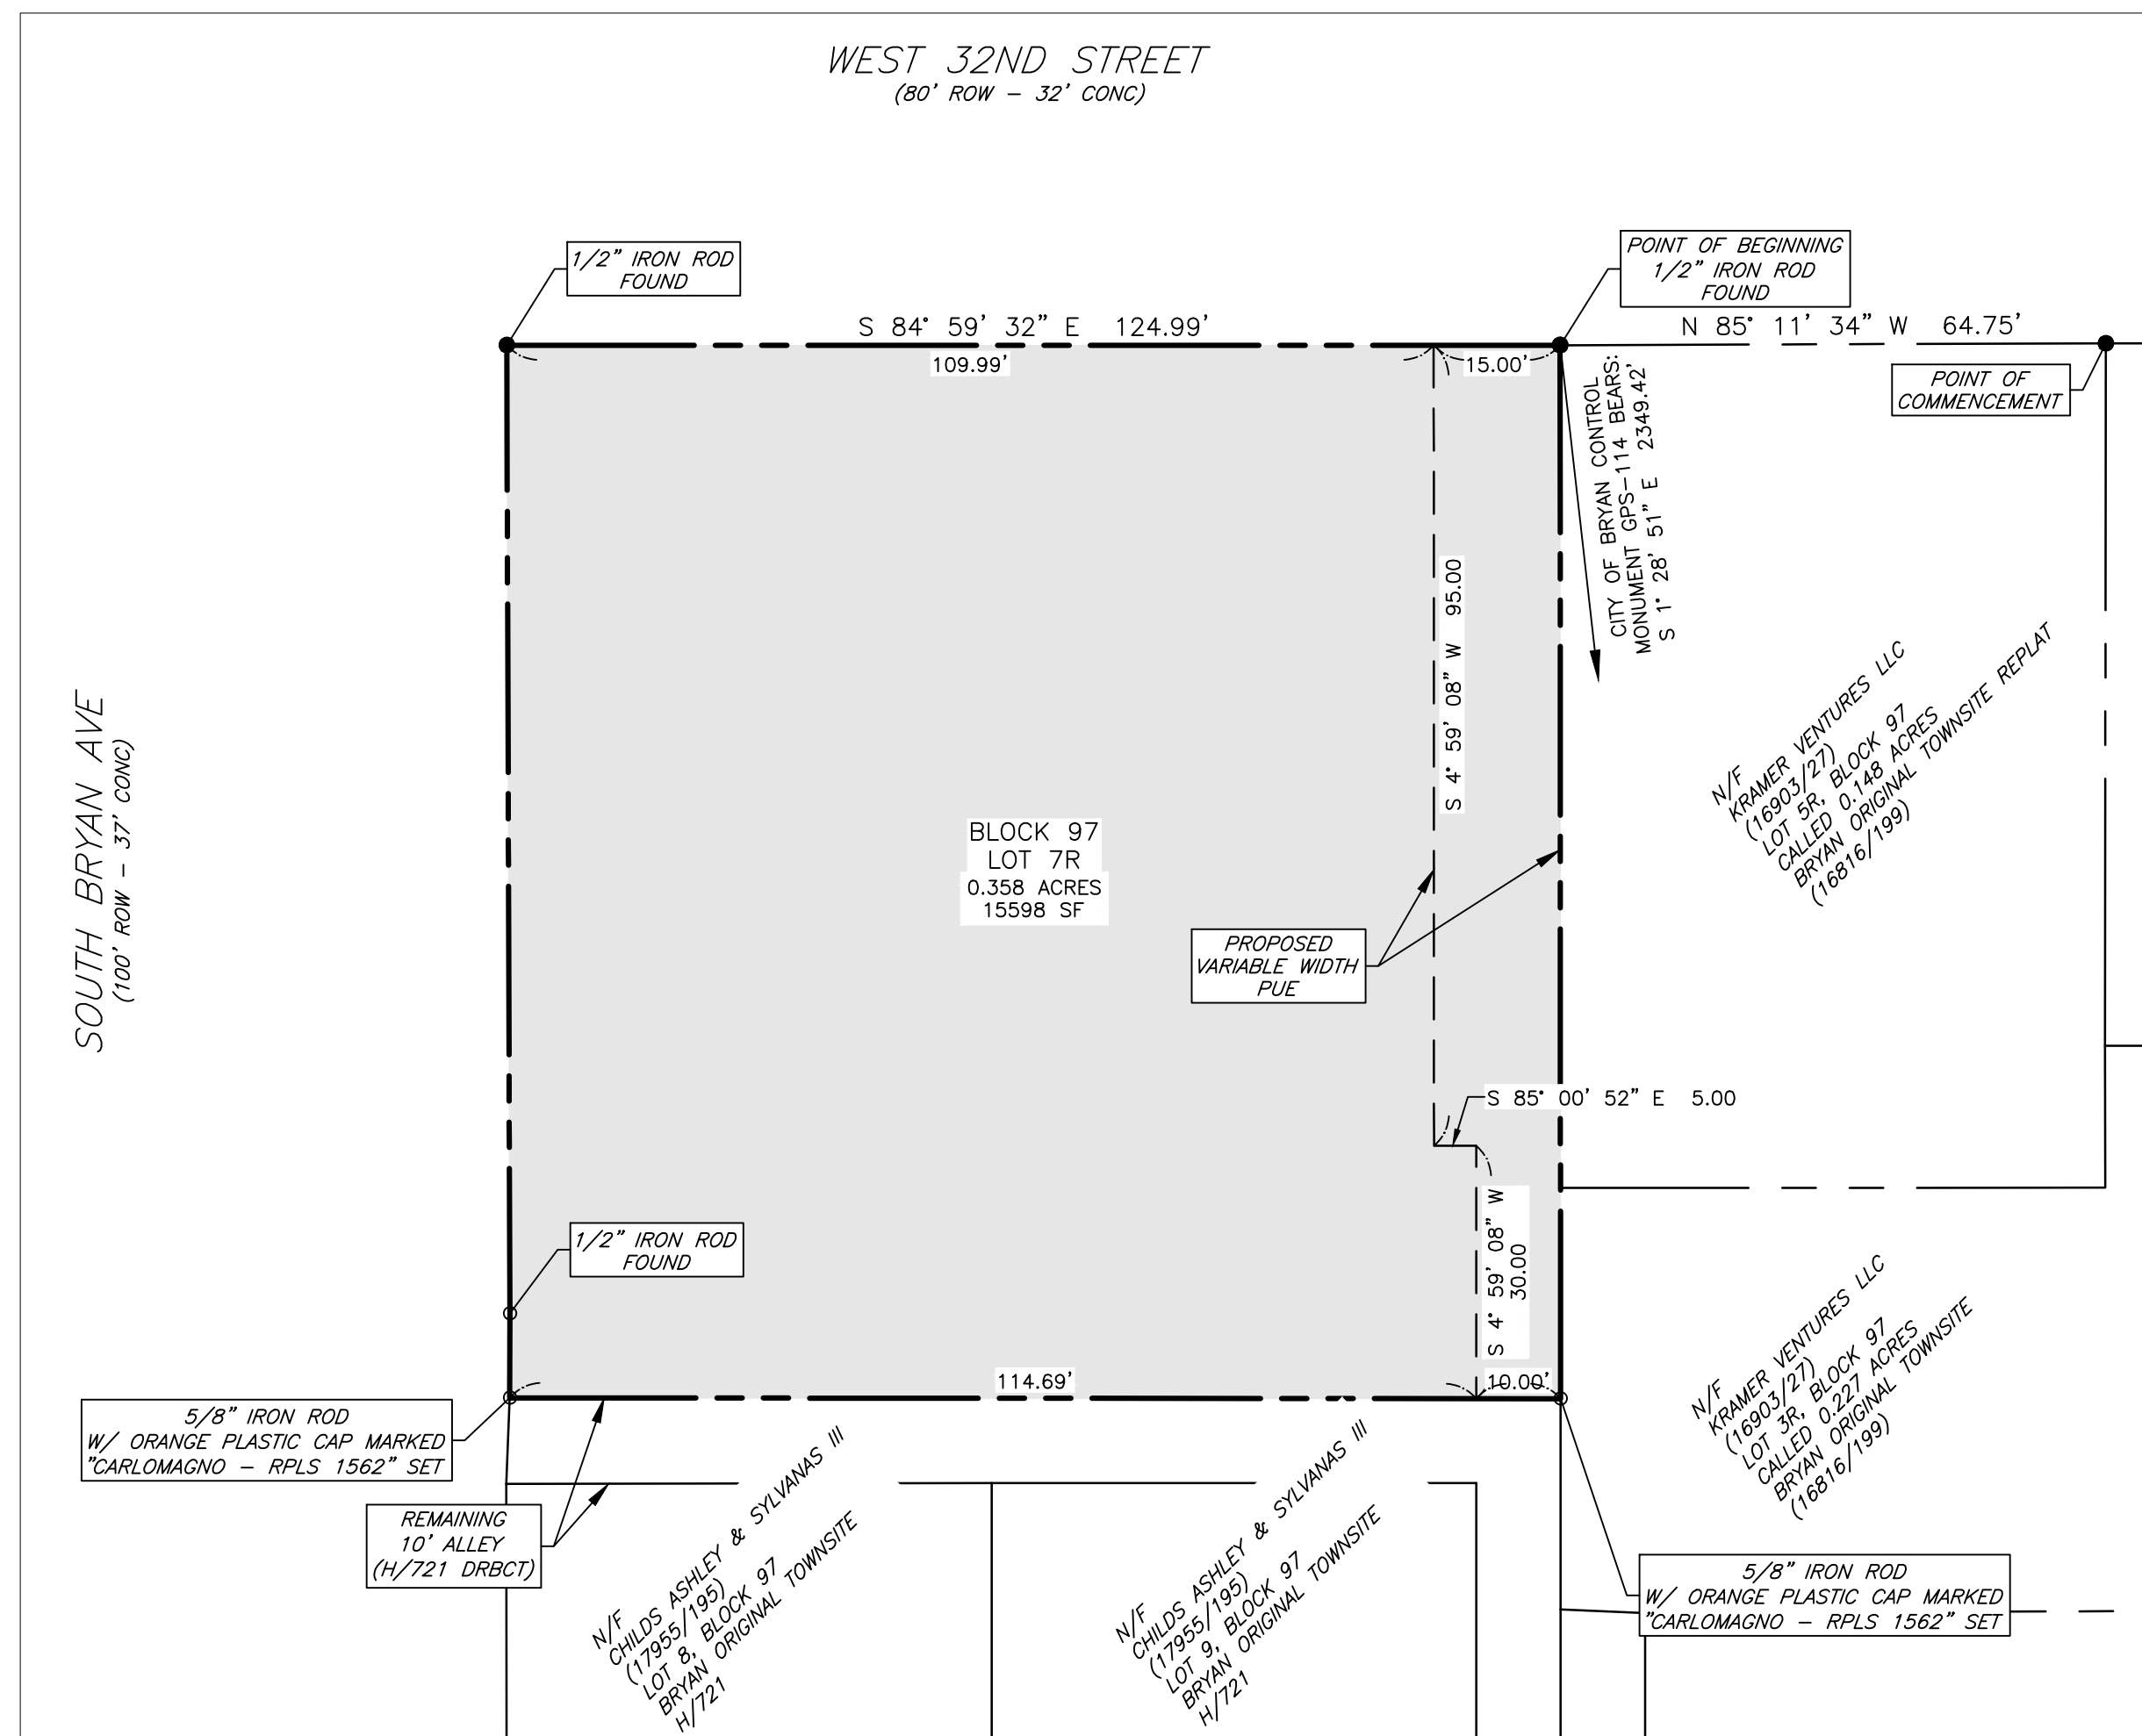 WEST 32ND STREET
(80' ROW - 32' CONC)
1/2" IRON ROD
FOUND
POINT OF BEGINNING
1/2" IRON ROD
FOUND
S 84° 59' 32" E 124.99'
N 85° 11' 34" W 64.75'
109.99'
15.00'
POINT OF
COMMENCEMENT
CITY OF BRYAN CONTROL
MONUMENT GPS-114 BEARS:
S 1° 28' 51" E 2349.42'
S 4° 59' 08" W 95.00
SOUTH BRYAN AVE
(100' ROW - 37' CONC)
BLOCK 97
LOT 7R
0.358 ACRES
15598 SF
N/F
KRAMER VENTURES LLC
(16903/27)
LOT 5R, BLOCK 97
CALLED 0.148 ACRES
BRYAN ORIGINAL TOWNSITE REPLAT
(16816/199)
PROPOSED
VARIABLE WIDTH
PUE
S 85° 00' 52" E 5.00
1/2" IRON ROD
FOUND
S 4° 59' 08" W
30.00
114.69'
10.00'
N/F
KRAMER VENTURES LLC
(16903/27)
LOT 3R, BLOCK 97
CALLED 0.227 ACRES
BRYAN ORIGINAL TOWNSITE
(16816/199)
5/8" IRON ROD
W/ ORANGE PLASTIC CAP MARKED
"CARLOMAGNO - RPLS 1562" SET
REMAINING
10' ALLEY
(H/721 DRBCT)
N/F
CHILDS ASHLEY & SYLVANAS III
(17955/195)
LOT 8, BLOCK 97
BRYAN ORIGINAL TOWNSITE
H/721
N/F
CHILDS ASHLEY & SYLVANAS III
(17955/195)
LOT 9, BLOCK 97
BRYAN ORIGINAL TOWNSITE
H/721
5/8" IRON ROD
W/ ORANGE PLASTIC CAP MARKED
"CARLOMAGNO - RPLS 1562" SET